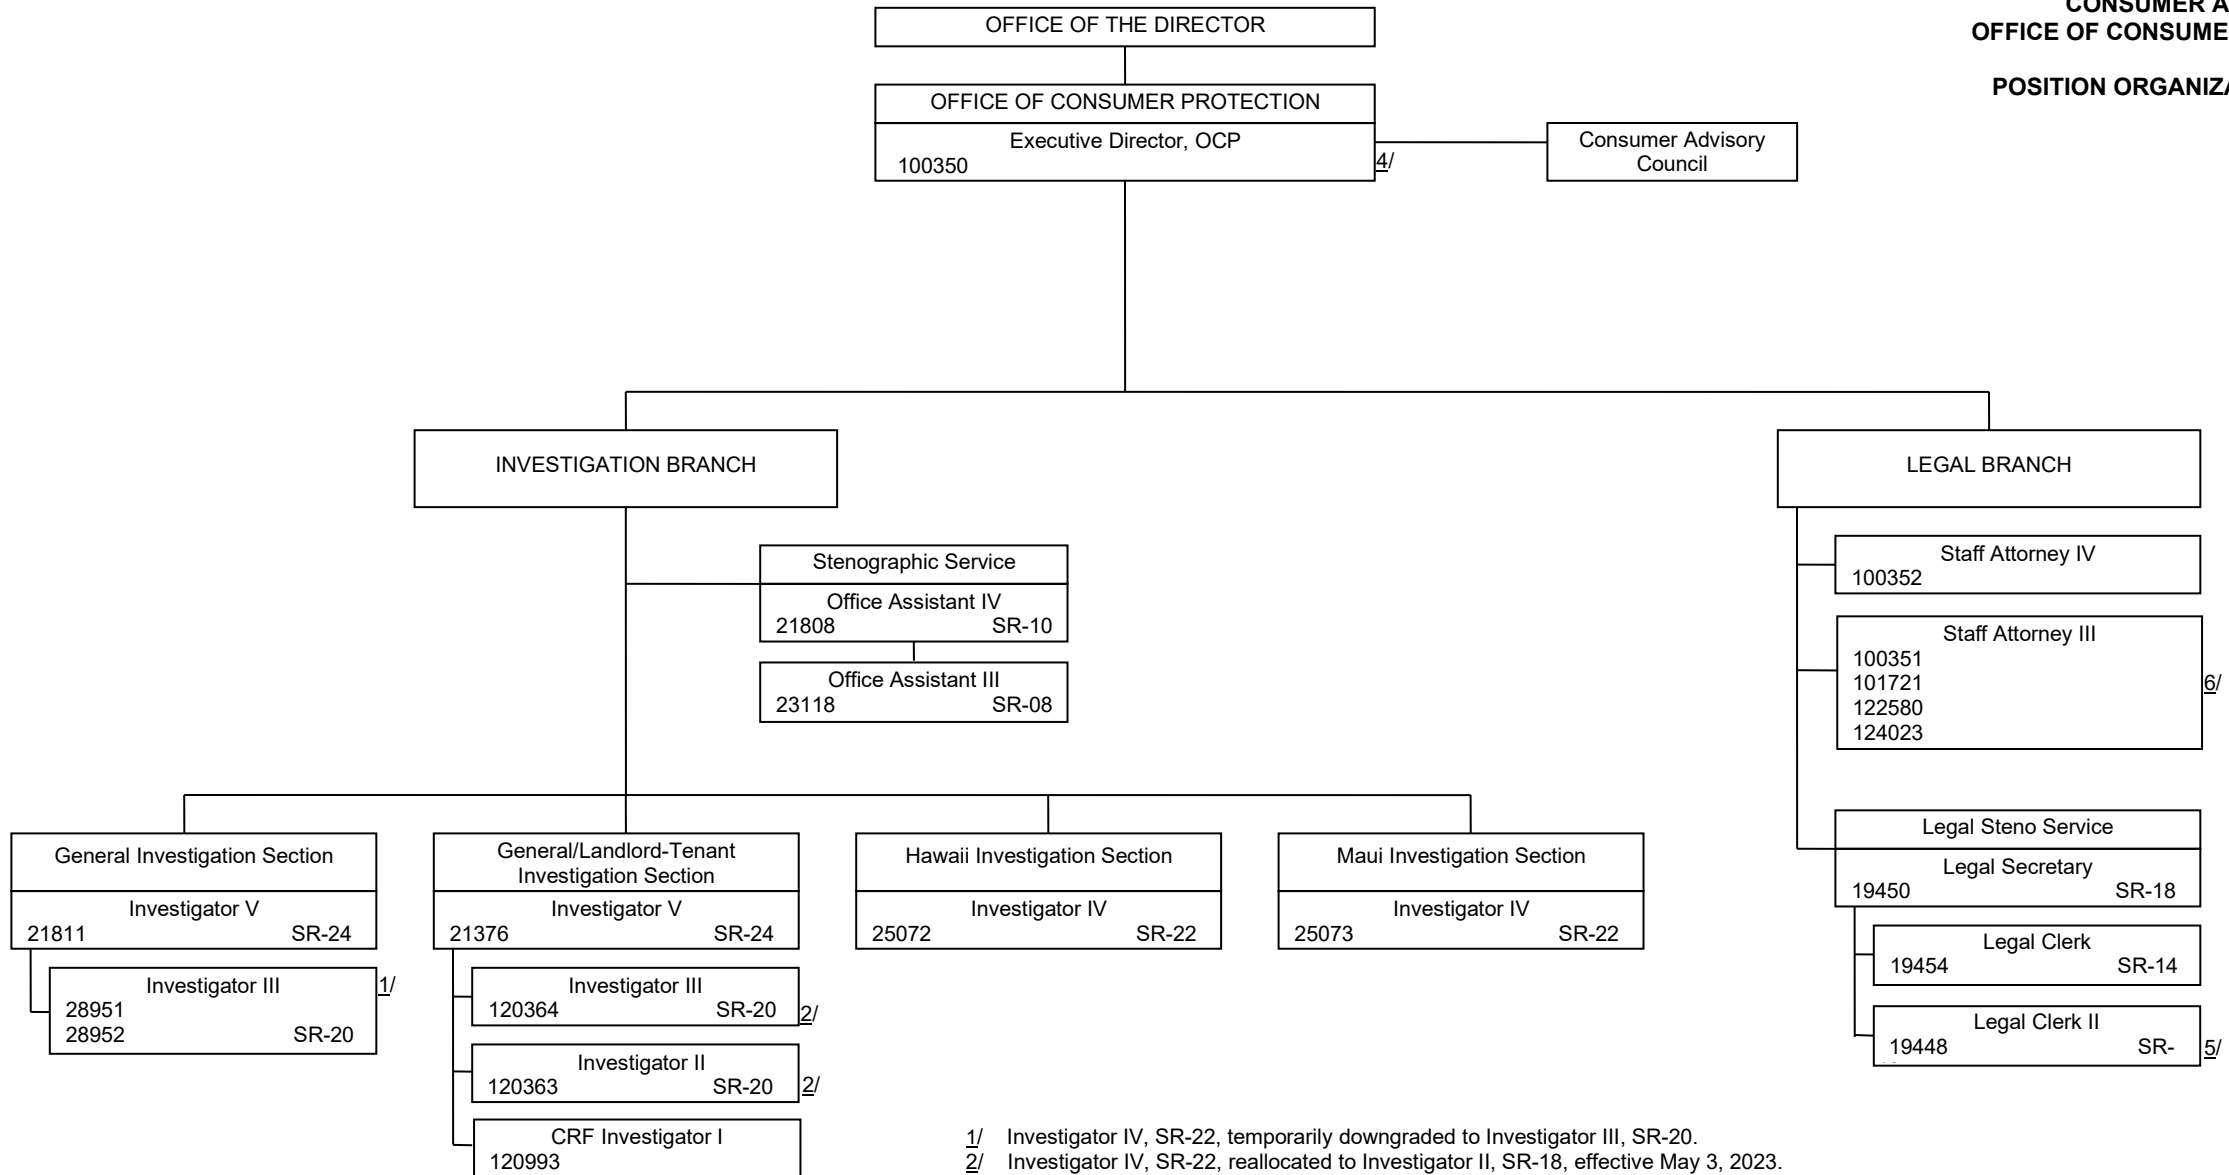 CONSUMER A
OFFICE OF CONSUME
POSITION ORGANIZA
OFFICE OF THE DIRECTOR
OFFICE OF CONSUMER PROTECTION
Executive Director, OCP
100350
4/
Consumer Advisory
Council
INVESTIGATION BRANCH
LEGAL BRANCH
Stenographic Service
Office Assistant IV
21808 SR-10
Office Assistant III
23118 SR-08
Staff Attorney IV
100352
Staff Attorney III
100351
101721
122580
124023
6/
Legal Steno Service
Legal Secretary
19450 SR-18
Legal Clerk
19454 SR-14
Legal Clerk II
19448 SR-
5/
General Investigation Section
Investigator V
21811 SR-24
Investigator III
28951
28952 SR-20
1/
General/Landlord-Tenant
Investigation Section
Investigator V
21376 SR-24
Investigator III
120364 SR-20
2/
Investigator II
120363 SR-20
2/
CRF Investigator I
120993
Hawaii Investigation Section
Investigator IV
25072 SR-22
Maui Investigation Section
Investigator IV
25073 SR-22
1/ Investigator IV, SR-22, temporarily downgraded to Investigator III, SR-20.
2/ Investigator IV, SR-22, reallocated to Investigator II, SR-18, effective May 3, 2023.